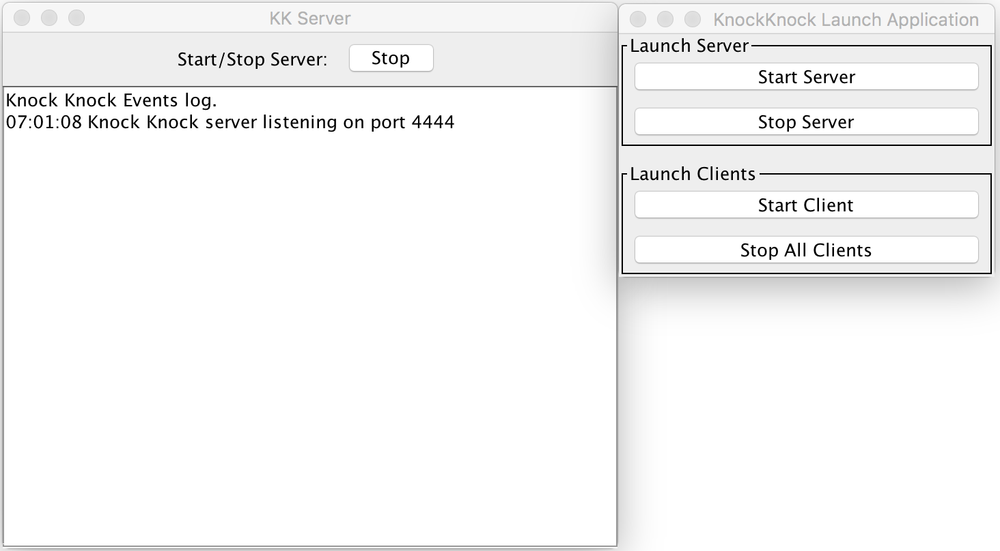 KK Server
Start/Stop Server: Stop
Knock Knock Events log.
07:01:08 Knock Knock server listening on port 4444
KnockKnock Launch Application
Launch Server
Start Server
Stop Server
Launch Clients
Start Client
Stop All Clients